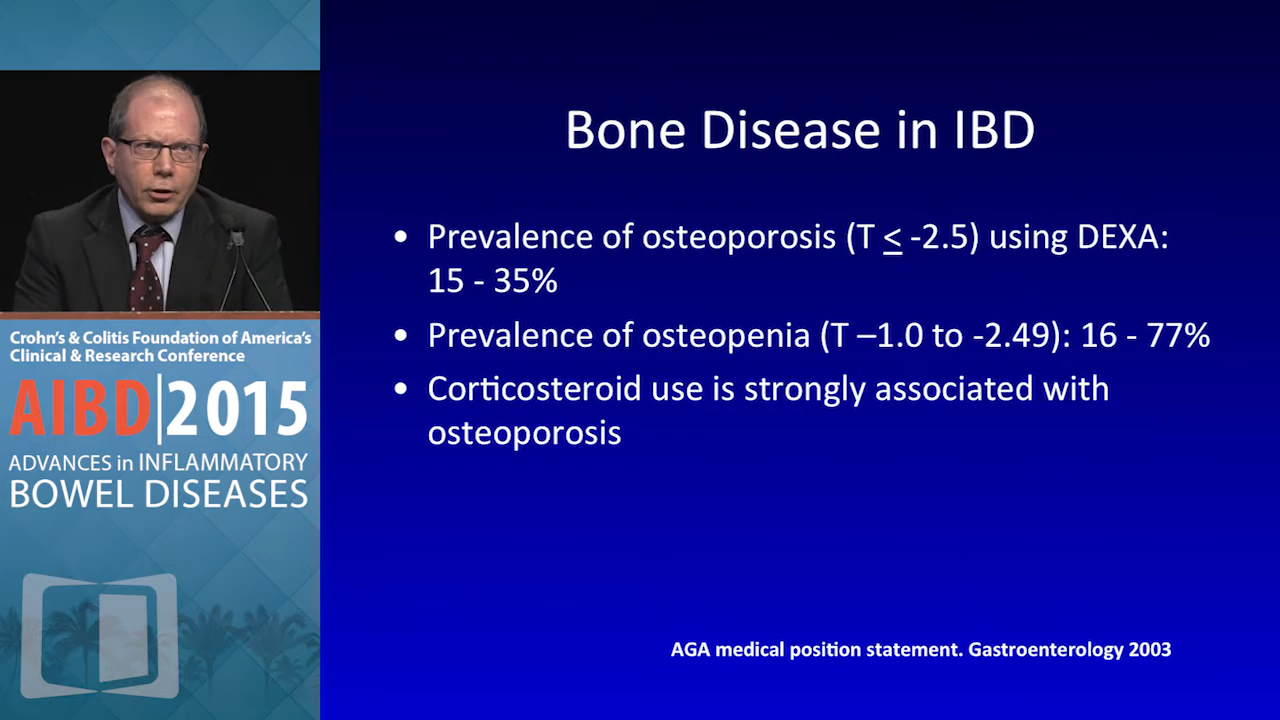 Bone Disease in IBD
• Prevalence of osteoporosis (T ≤ -2.5) using DEXA:
15 - 35%
• Prevalence of osteopenia (T –1.0 to -2.49): 16 - 77%
• Corticosteroid use is strongly associated with
osteoporosis
AGA medical position statement. Gastroenterology 2003
Crohn's & Colitis Foundation of America's
Clinical & Research Conference
AIBD|2015
ADVANCES in INFLAMMATORY
BOWEL DISEASES